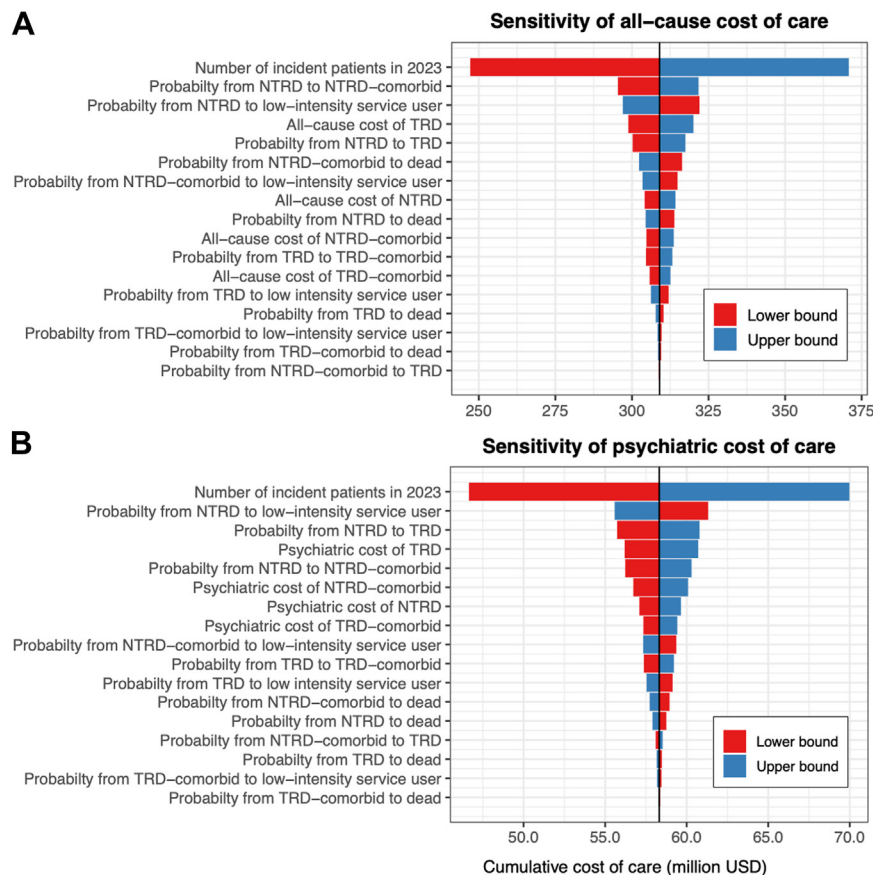 A
Sensitivity of all−cause cost of care
Number of incident patients in 2023
Probabilty from NTRD to NTRD−comorbid
Probabilty from NTRD to low−intensity service user
All−cause cost of TRD
Probabilty from NTRD to TRD
Probabilty from NTRD−comorbid to dead
Probabilty from NTRD−comorbid to low−intensity service user
All−cause cost of NTRD
Probabilty from NTRD to dead
All−cause cost of NTRD−comorbid
Probabilty from TRD to TRD−comorbid
All−cause cost of TRD−comorbid
Probabilty from TRD to low intensity service user
Probabilty from TRD to dead
Probabilty from TRD−comorbid to low−intensity service user
Probabilty from TRD−comorbid to dead
Probabilty from NTRD−comorbid to TRD
Lower bound
Upper bound
250 275 300 325 350 375
B
Sensitivity of psychiatric cost of care
Number of incident patients in 2023
Probabilty from NTRD to low−intensity service user
Probabilty from NTRD to TRD
Psychiatric cost of TRD
Probabilty from NTRD to NTRD−comorbid
Psychiatric cost of NTRD−comorbid
Psychiatric cost of NTRD
Psychiatric cost of TRD−comorbid
Probabilty from NTRD−comorbid to low−intensity service user
Probabilty from TRD to TRD−comorbid
Probabilty from TRD to low intensity service user
Probabilty from NTRD−comorbid to dead
Probabilty from NTRD to dead
Probabilty from NTRD−comorbid to TRD
Probabilty from TRD to dead
Probabilty from TRD−comorbid to low−intensity service user
Probabilty from TRD−comorbid to dead
Lower bound
Upper bound
50.0 55.0 60.0 65.0 70.0
Cumulative cost of care (million USD)